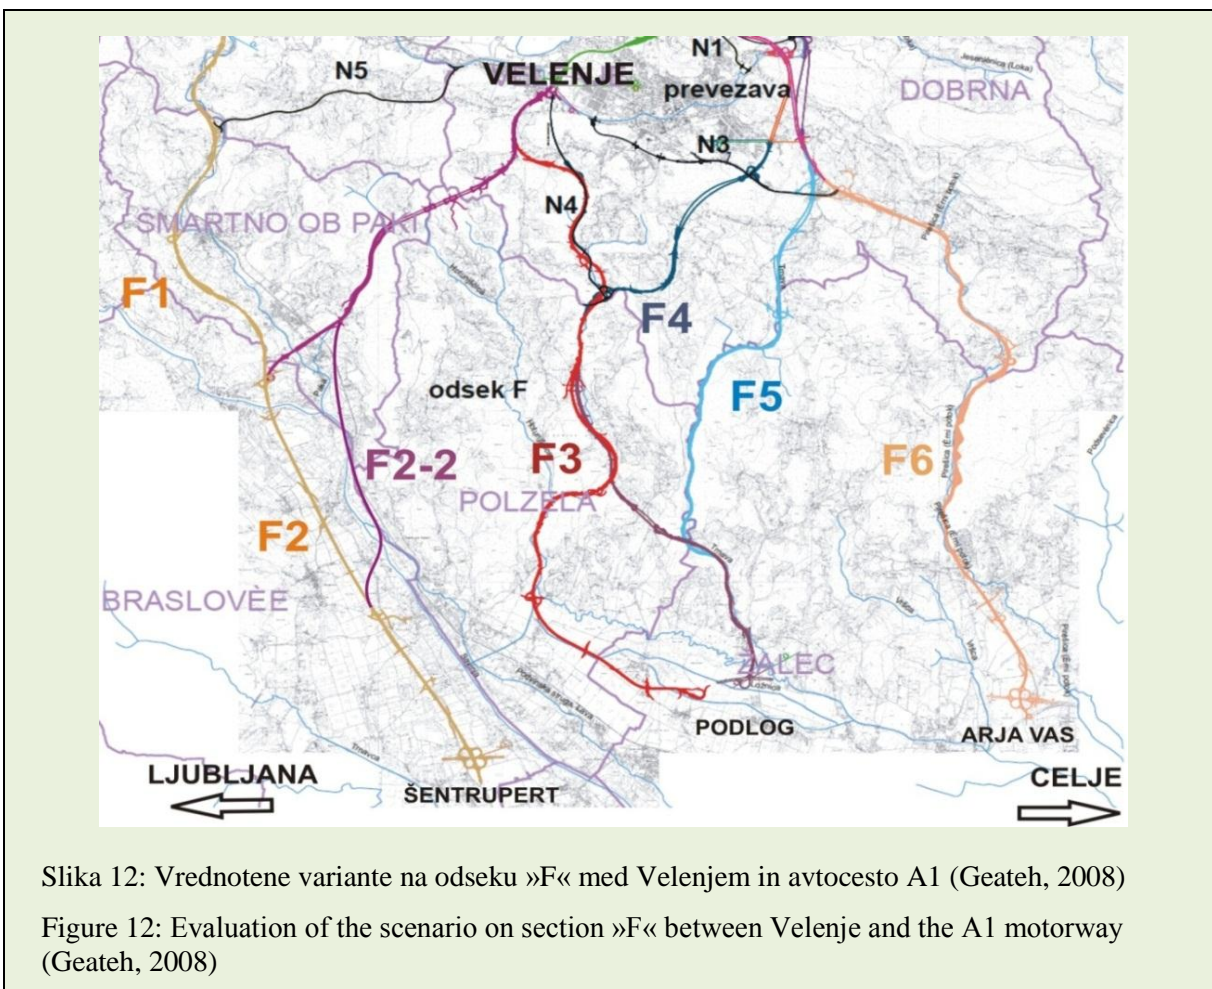 N1
N5
VELENJE
prevezava
DOBRNA
N3
N4
ŠMARTNO OB PAKI
F1
F4
odsek F
F5
F3
F6
F2-2
POLZELA
F2
BRASLOVÈE
ŽALEC
Ložnica
PODLOG
ARJA VAS
LJUBLJANA
CELJE
ŠENTRUPERT
Slika 12: Vrednotene variante na odseku »F« med Velenjem in avtocesto A1 (Geateh, 2008)
Figure 12: Evaluation of the scenario on section »F« between Velenje and the A1 motorway
(Geateh, 2008)